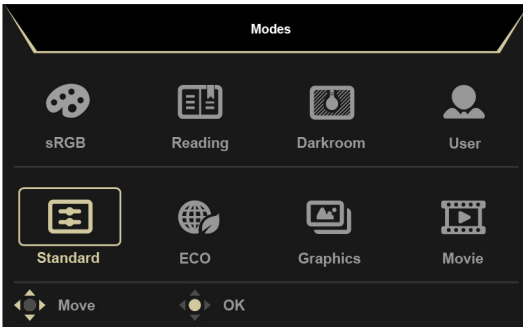 Modes
sRGB Reading Darkroom User
Standard ECO Graphics Movie
Move OK